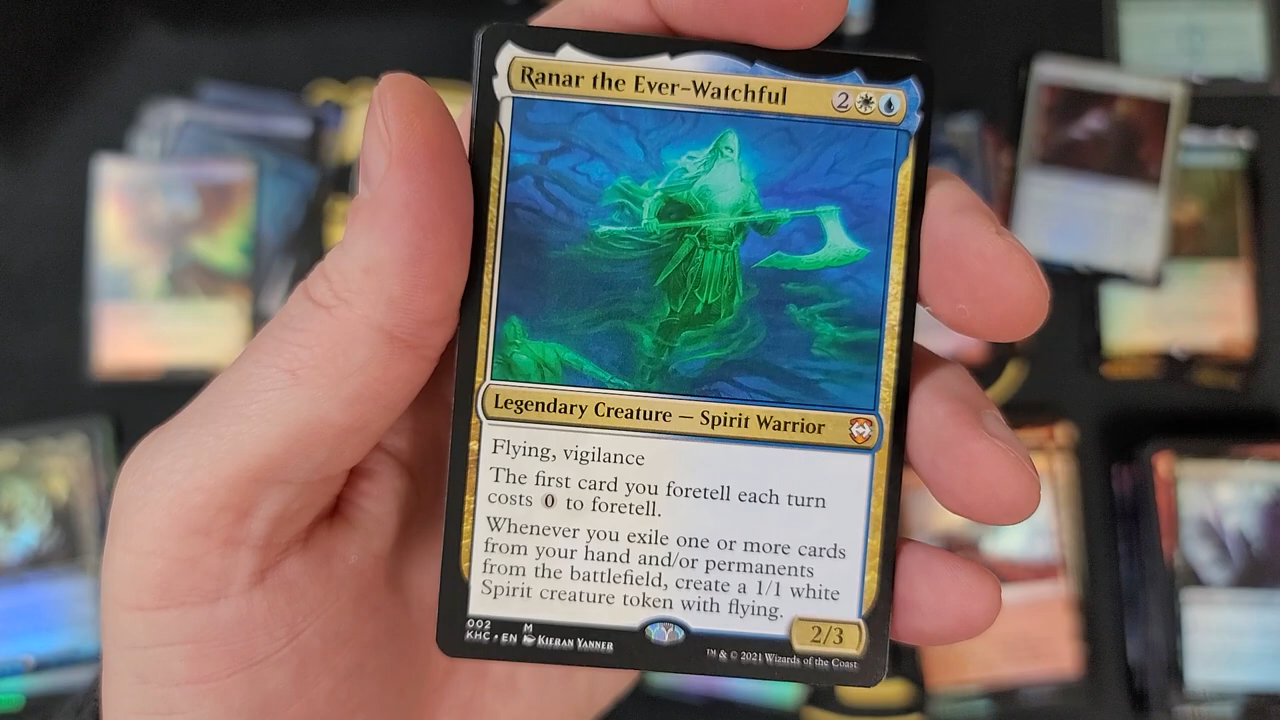 Ranar the Ever-Watchful 2
Legendary Creature — Spirit Warrior
Flying, vigilance
The first card you foretell each turn
costs 0 to foretell.
Whenever you exile one or more cards
from your hand and/or permanents
from the battlefield, create a 1/1 white
Spirit creature token with flying.
2/3
002 M
KHC • EN Kieran Yanner
™ & © 2021 Wizards of the Coast